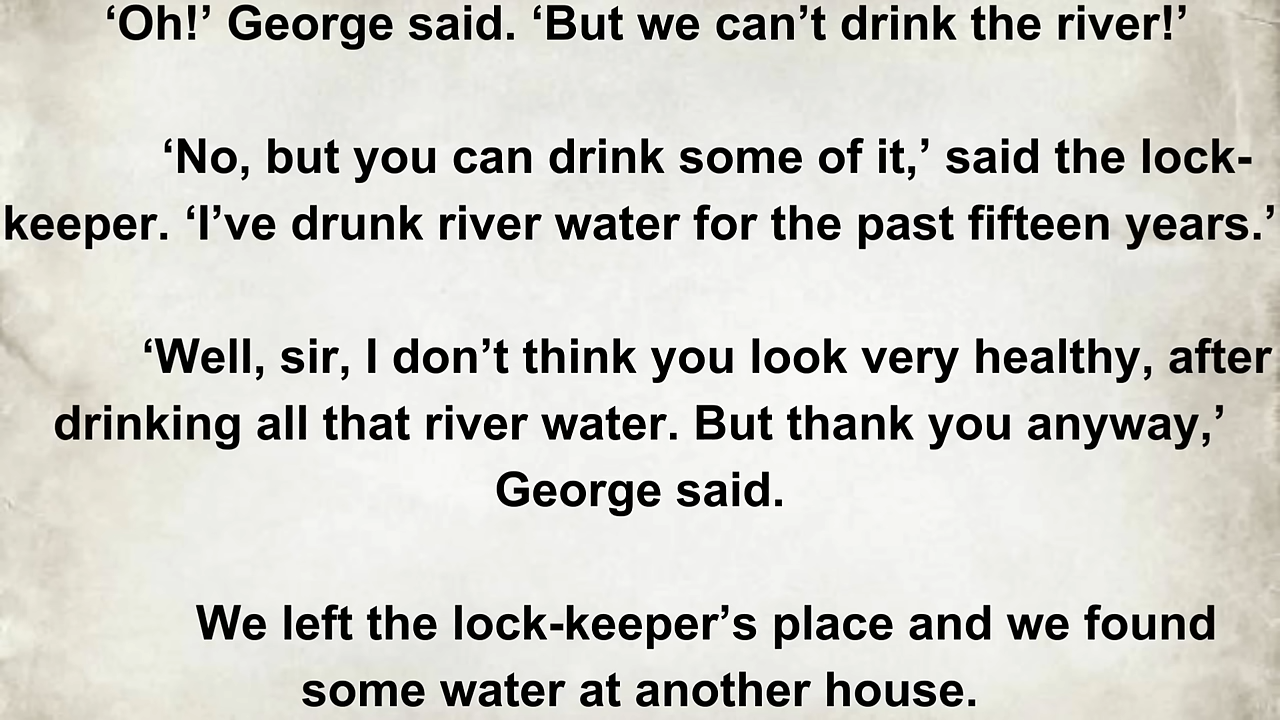 ‘Oh!’ George said. ‘But we can’t drink the river!’
‘No, but you can drink some of it,’ said the lock-
keeper. ‘I’ve drunk river water for the past fifteen years.’
‘Well, sir, I don’t think you look very healthy, after
drinking all that river water. But thank you anyway,’
George said.
We left the lock-keeper’s place and we found
some water at another house.